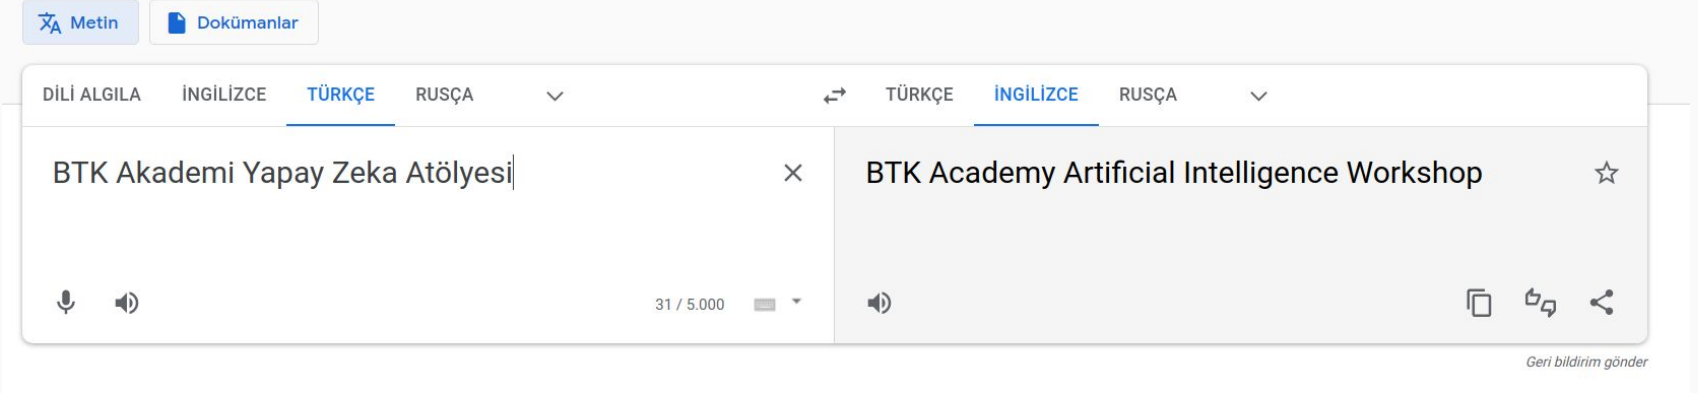 Metin
Dokümanlar
DİLİ ALGILA İNGİLİZCE TÜRKÇE RUSÇA
TÜRKÇE İNGİLİZCE RUSÇA
BTK Akademi Yapay Zeka Atölyesi
BTK Academy Artificial Intelligence Workshop
31 / 5.000
Geri bildirim gönder